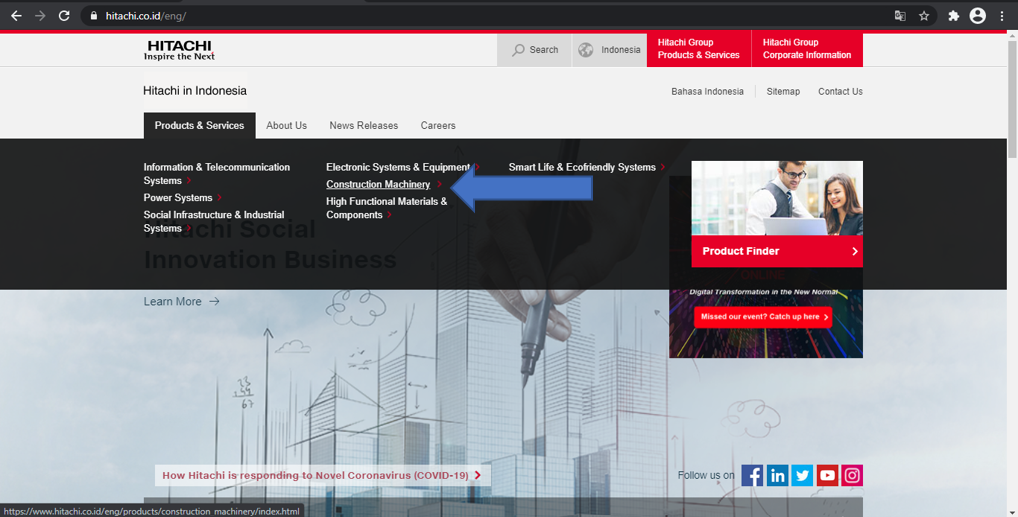 hitachi.co.id/eng/
HITACHI
Inspire the Next
Search
Indonesia
Hitachi Group
Products & Services
Hitachi Group
Corporate Information
Hitachi in Indonesia
Bahasa Indonesia
Sitemap
Contact Us
Products & Services
About Us
News Releases
Careers
Information & Telecommunication
Systems
Power Systems
Social Infrastructure & Industrial
Systems
Electronic Systems & Equipment
Construction Machinery
High Functional Materials &
Components
Smart Life & Ecofriendly Systems
Product Finder
Hitachi Social
Innovation Business
Learn More
Digital Transformation in the New Normal
Missed our event? Catch up here
How Hitachi is responding to Novel Coronavirus (COVID-19)
Follow us on
https://www.hitachi.co.id/eng/products/construction_machinery/index.html